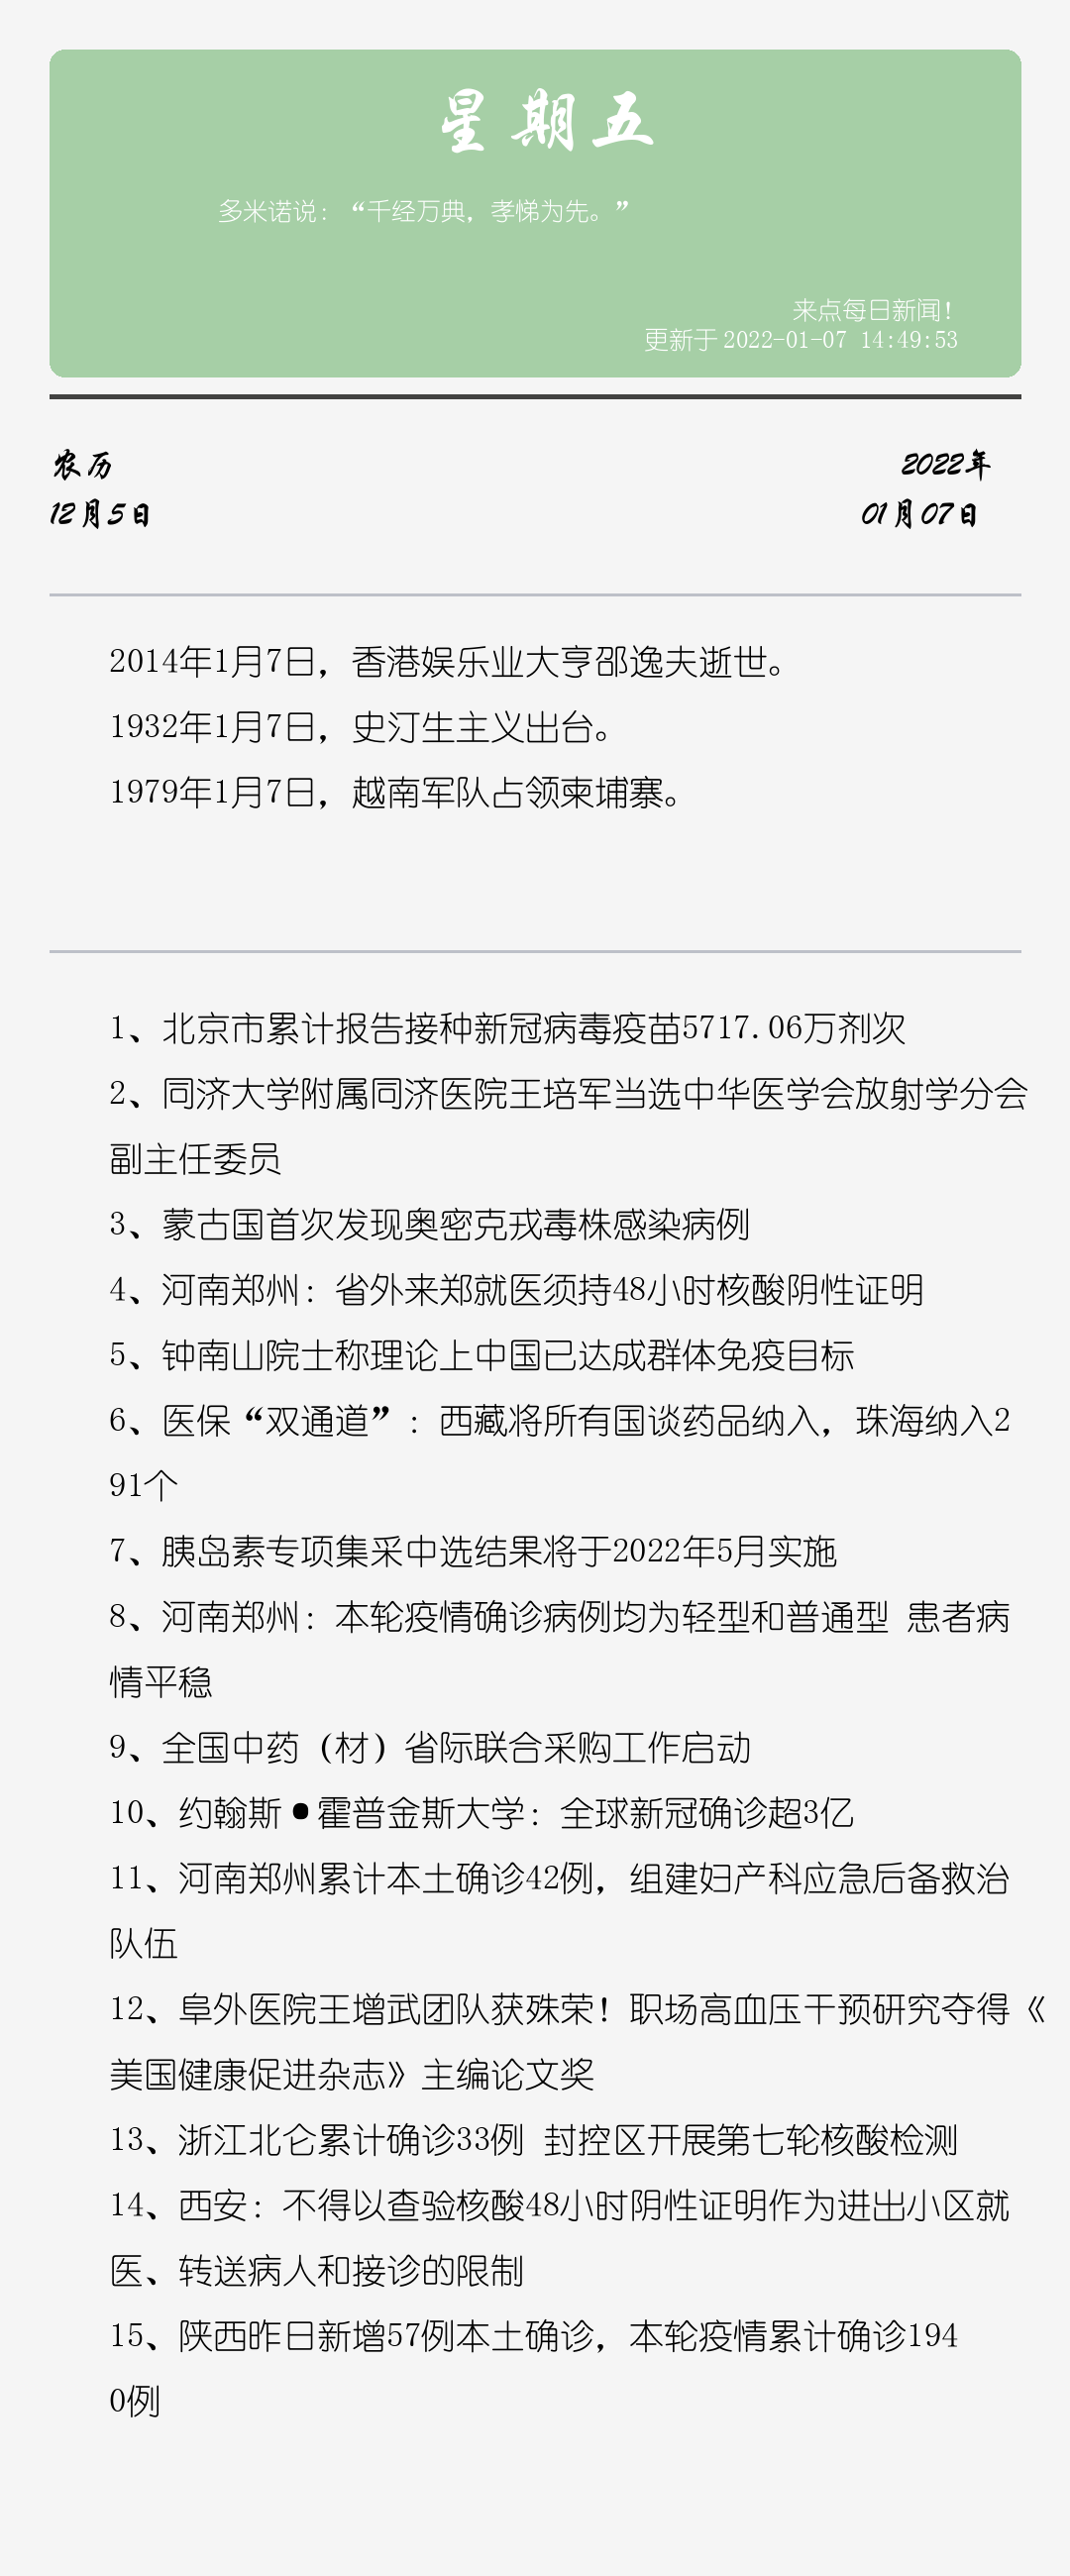 星期五
多米诺说：“千经万典，孝悌为先。”
来点每日新闻！
更新于 2022-01-07 14:49:53
农历
12月5日
2022年
01月07日
2014年1月7日，香港娱乐业大亨邵逸夫逝世。
1932年1月7日，史汀生主义出台。
1979年1月7日，越南军队占领柬埔寨。
1、北京市累计报告接种新冠病毒疫苗5717.06万剂次
2、同济大学附属同济医院王培军当选中华医学会放射学分会
副主任委员
3、蒙古国首次发现奥密克戎毒株感染病例
4、河南郑州：省外来郑就医须持48小时核酸阴性证明
5、钟南山院士称理论上中国已达成群体免疫目标
6、医保“双通道”：西藏将所有国谈药品纳入，珠海纳入2
91个
7、胰岛素专项集采中选结果将于2022年5月实施
8、河南郑州：本轮疫情确诊病例均为轻型和普通型 患者病
情平稳
9、全国中药（材）省际联合采购工作启动
10、约翰斯•霍普金斯大学：全球新冠确诊超3亿
11、河南郑州累计本土确诊42例，组建妇产科应急后备救治
队伍
12、阜外医院王增武团队获殊荣！职场高血压干预研究夺得《
美国健康促进杂志》主编论文奖
13、浙江北仑累计确诊33例 封控区开展第七轮核酸检测
14、西安：不得以查验核酸48小时阴性证明作为进出小区就
医、转送病人和接诊的限制
15、陕西昨日新增57例本土确诊，本轮疫情累计确诊194
0例